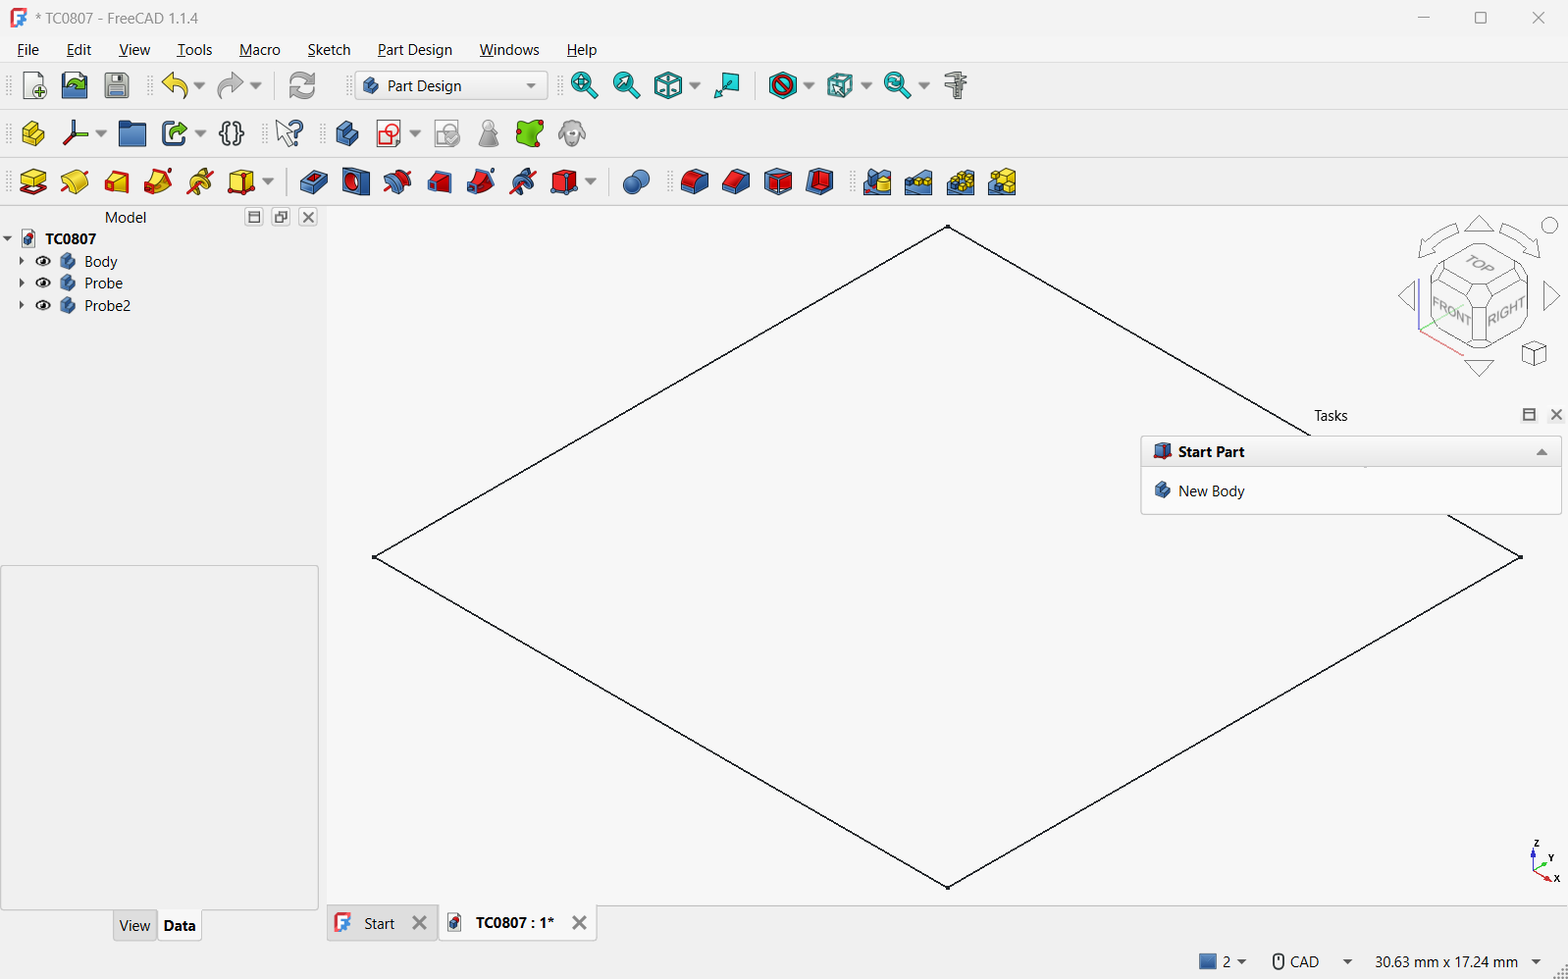 * TC0807 - FreeCAD 1.1.4
File Edit View Tools Macro Sketch Part Design Windows Help
Part Design
Model
TC0807
Body
Probe
Probe2
TOP
FRONT
RIGHT
Tasks
Start Part
New Body
Z
Y
X
View Data
Start
TC0807 : 1*
2
CAD
30.63 mm x 17.24 mm